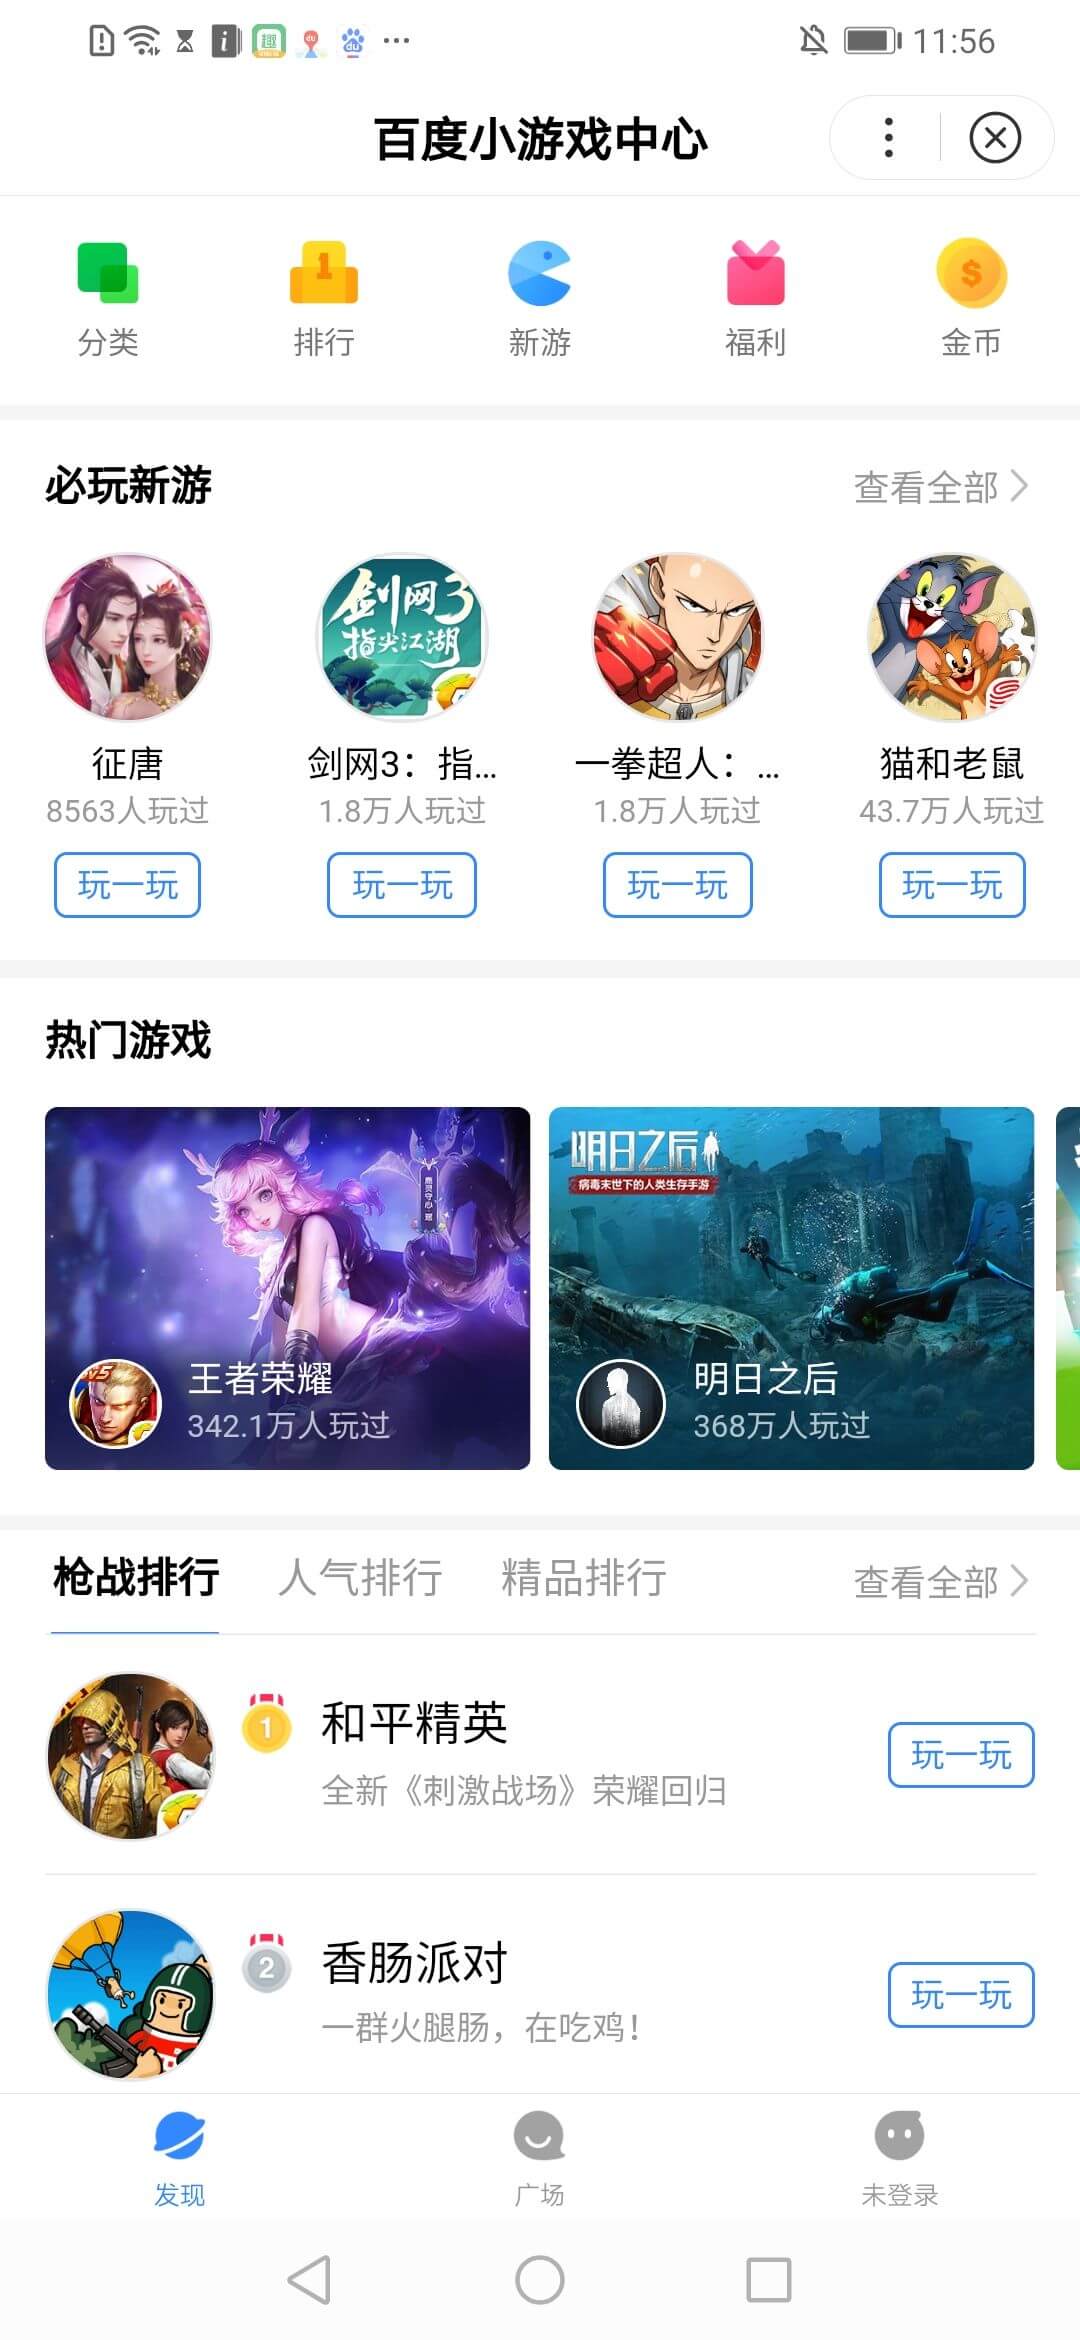 11:56
百度小游戏中心
分类
排行
新游
福利
金币
必玩新游
查看全部
剑网3
指尖江湖
征唐
剑网3：指...
一拳超人：...
猫和老鼠
8563人玩过
1.8万人玩过
1.8万人玩过
43.7万人玩过
玩一玩
玩一玩
玩一玩
玩一玩
热门游戏
明日之后
病毒末世下的人类生存手游
王者荣耀
342.1万人玩过
明日之后
368万人玩过
枪战排行
人气排行
精品排行
查看全部
1
和平精英
全新《刺激战场》荣耀回归
玩一玩
2
香肠派对
一群火腿肠，在吃鸡！
玩一玩
发现
广场
未登录